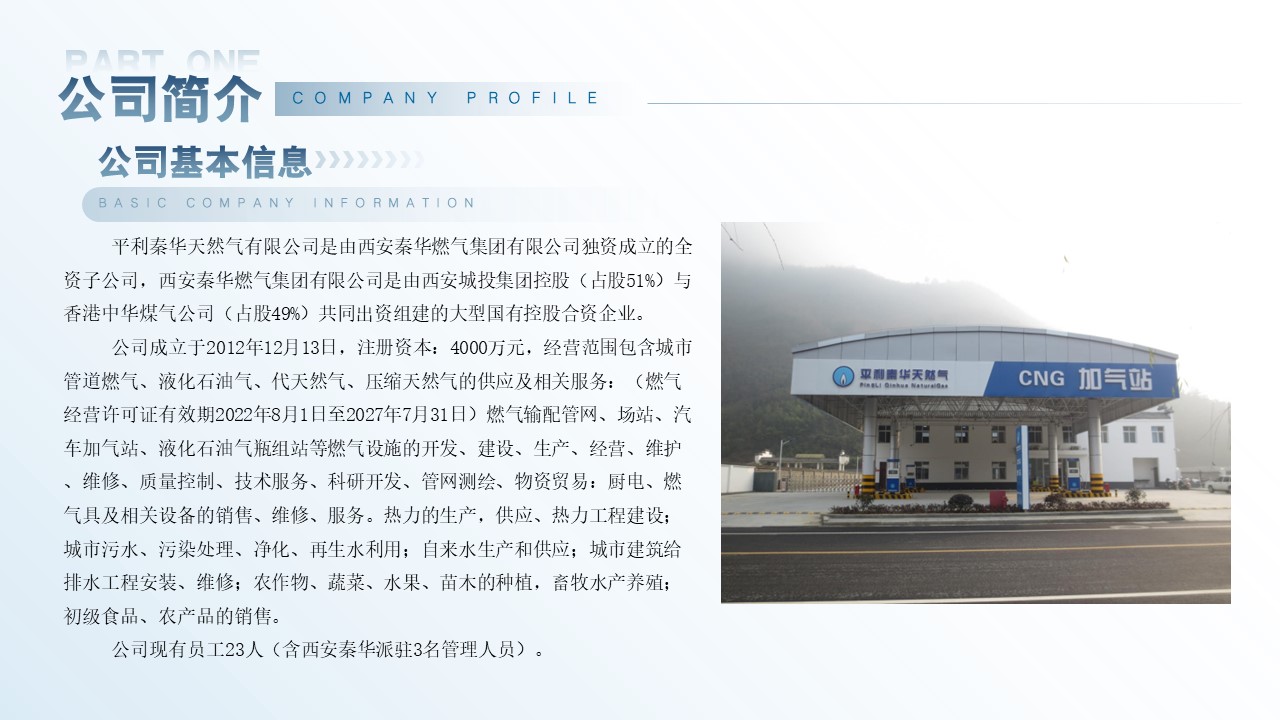 PART ONE
公司简介
COMPANY PROFILE
公司基本信息
BASIC COMPANY INFORMATION
平利秦华天然气有限公司是由西安秦华燃气集团有限公司独资成立的全
资子公司，西安秦华燃气集团有限公司是由西安城投集团控股（占股51%）与
香港中华煤气公司（占股49%）共同出资组建的大型国有控股合资企业。
公司成立于2012年12月13日，注册资本：4000万元，经营范围包含城市
管道燃气、液化石油气、代天然气、压缩天然气的供应及相关服务：（燃气
经营许可证有效期2022年8月1日至2027年7月31日）燃气输配管网、场站、汽
车加气站、液化石油气瓶组站等燃气设施的开发、建设、生产、经营、维护
、维修、质量控制、技术服务、科研开发、管网测绘、物资贸易：厨电、燃
气具及相关设备的销售、维修、服务。热力的生产，供应、热力工程建设；
城市污水、污染处理、净化、再生水利用；自来水生产和供应；城市建筑给
排水工程安装、维修；农作物、蔬菜、水果、苗木的种植，畜牧水产养殖；
初级食品、农产品的销售。
公司现有员工23人（含西安秦华派驻3名管理人员）。
平利秦华天然气
PingLi Qinhua NaturalGas
CNG 加气站